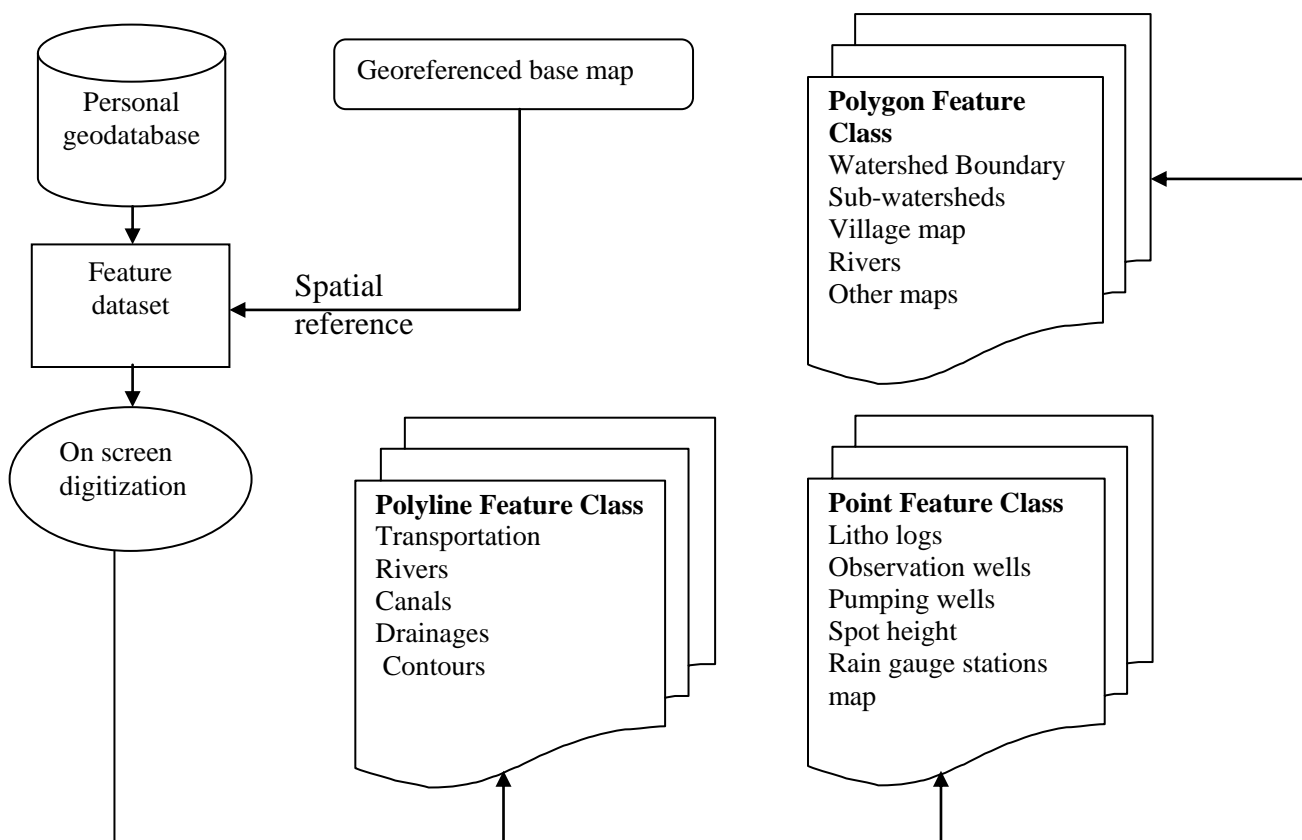 Personal
geodatabase
Georeferenced base map
Feature
dataset
Spatial
reference
On screen
digitization
Polygon Feature
Class
Watershed Boundary
Sub-watersheds
Village map
Rivers
Other maps
Polyline Feature Class
Transportation
Rivers
Canals
Drainages
Contours
Point Feature Class
Litho logs
Observation wells
Pumping wells
Spot height
Rain gauge stations
map